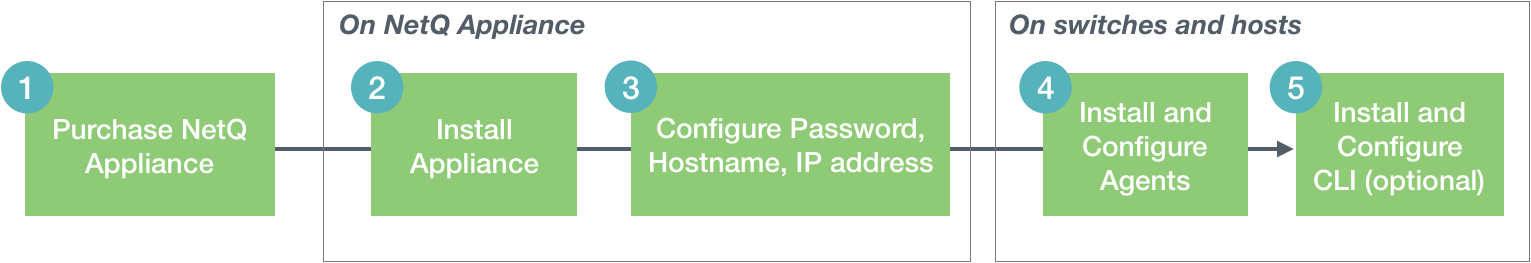 On NetQ Appliance
On switches and hosts
1
Purchase NetQ
Appliance
2
Install
Appliance
3
Configure Password,
Hostname, IP address
4
Install and
Configure
Agents
5
Install and
Configure
CLI (optional)